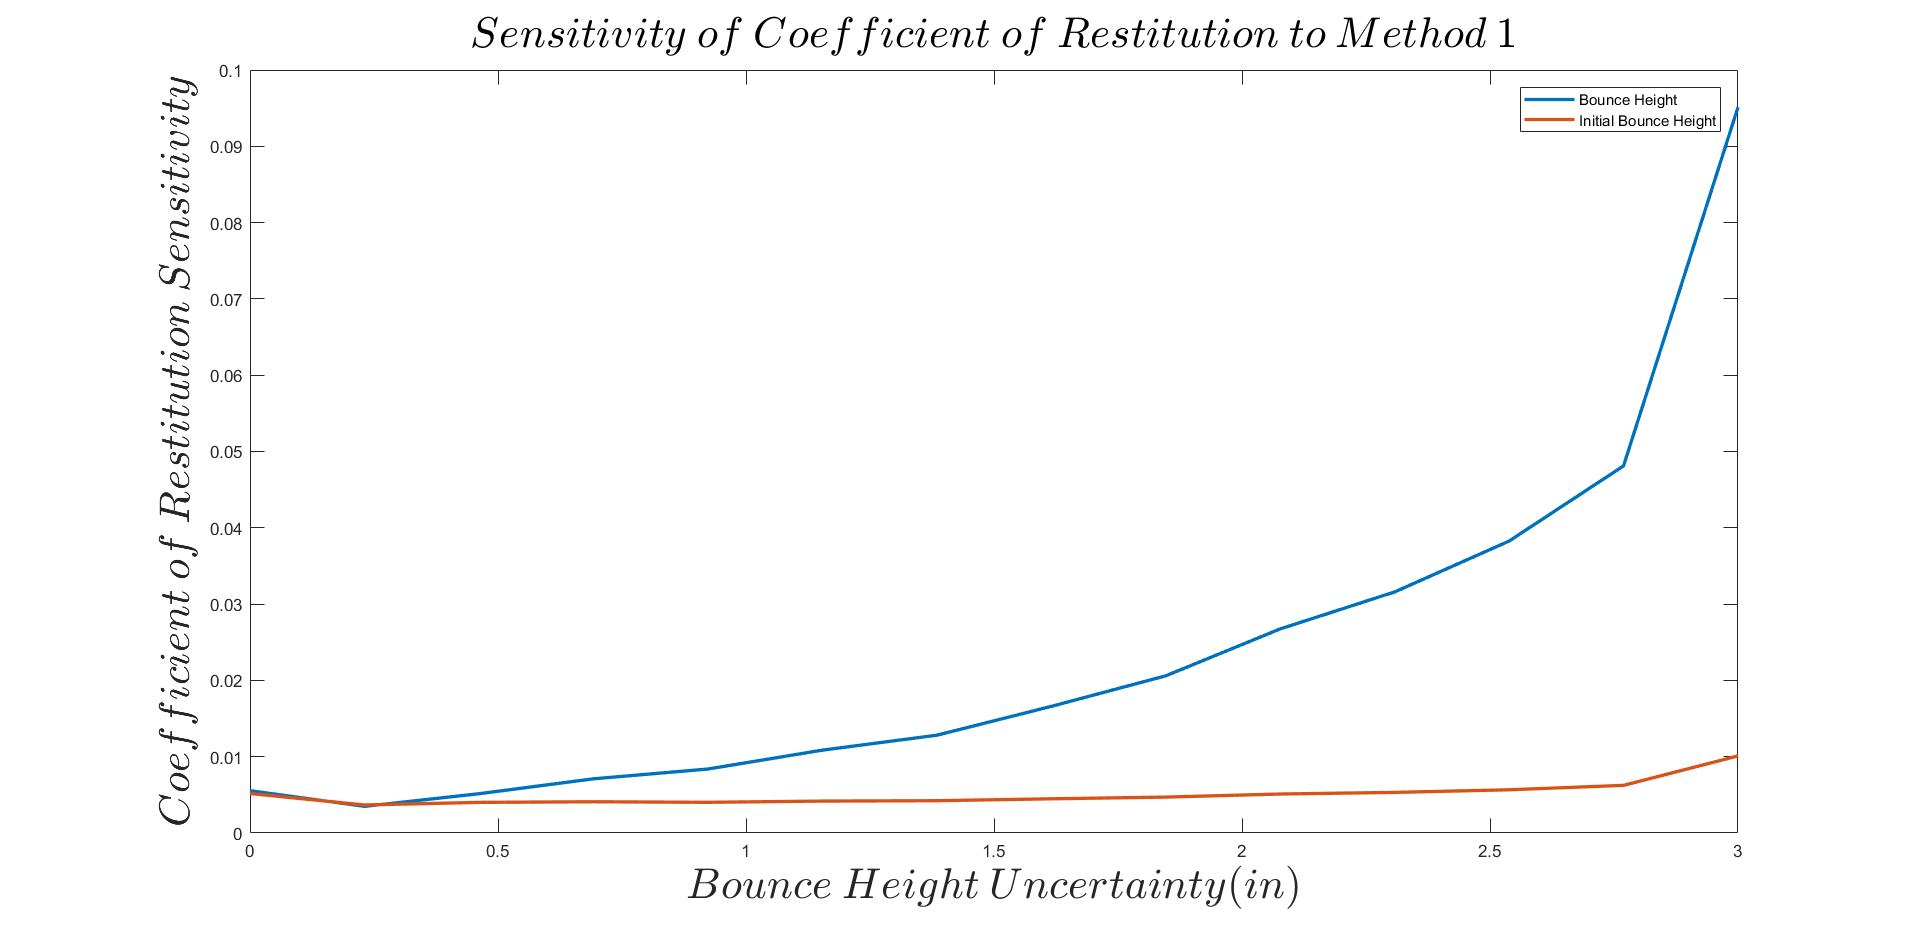 Sensitivity of Coefficient of Restitution to Method 1
Coefficient of Restitution Sensitivity
0.1
0.09
0.08
0.07
0.06
0.05
0.04
0.03
0.02
0.01
0
Bounce Height
Initial Bounce Height
0 0.5 1 1.5 2 2.5 3
Bounce Height Uncertainty(in)